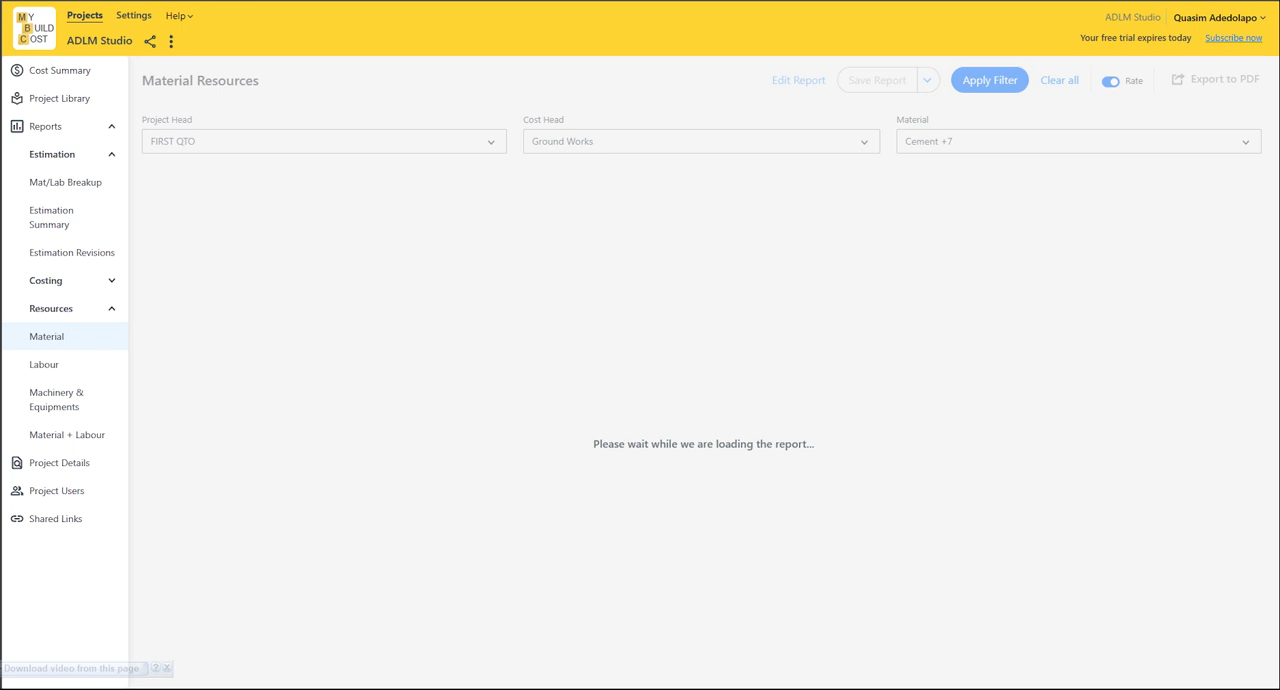 MY
BUILD
COST
Projects
Settings
Help
ADLM Studio
ADLM Studio
Quasim Adedolapo
Your free trial expires today
Subscribe now
Cost Summary
Project Library
Reports
Estimation
Mat/Lab Breakup
Estimation
Summary
Estimation Revisions
Costing
Resources
Material
Labour
Machinery &
Equipments
Material + Labour
Project Details
Project Users
Shared Links
Material Resources
Edit Report
Save Report
Apply Filter
Clear all
Rate
Export to PDF
Project Head
Cost Head
Material
FIRST QTO
Ground Works
Cement +7
Please wait while we are loading the report...
Download video from this page ? X